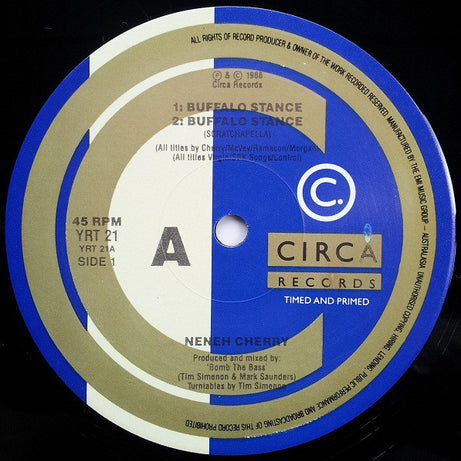 ALL RIGHTS OF RECORD PRODUCER & OWNER OF THE WORK RECORDED RESERVED. MANUFACTURED BY THE EMI MUSIC GROUP – AUSTRALASIA. UNAUTHORISED COPYING, HIRING, LENDING, PUBLIC PERFORMANCE AND BROADCASTING OF THIS RECORD PROHIBITED
℗ & © 1988
Circa Records
1: BUFFALO STANCE
2: BUFFALO STANCE
(SCRATCHAPELLA)
(All titles by Cherry/McVey/Ramacon/Morgan)
(All titles Virgin/SBK Songs/Control)
C.
45 RPM
YRT 21
YRT 21A
SIDE 1
A
CIRCA
RECORDS
TIMED AND PRIMED
NENEH CHERRY
Produced and mixed by:
'Bomb The Bass'
(Tim Simenon & Mark Saunders)
Turntables by Tim Simenon